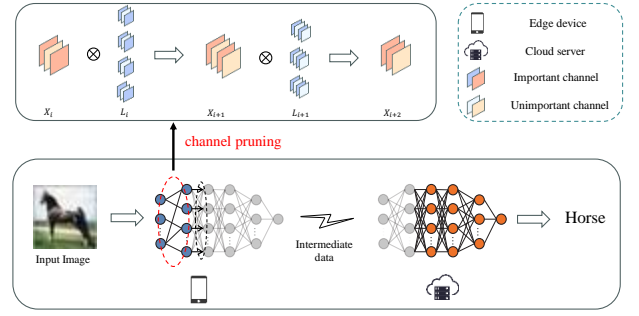 X_i
L_i
X_{i+1}
L_{i+1}
X_{i+2}
Edge device
Cloud server
Important channel
Unimportant channel
channel pruning
Input Image
Intermediate
data
Horse